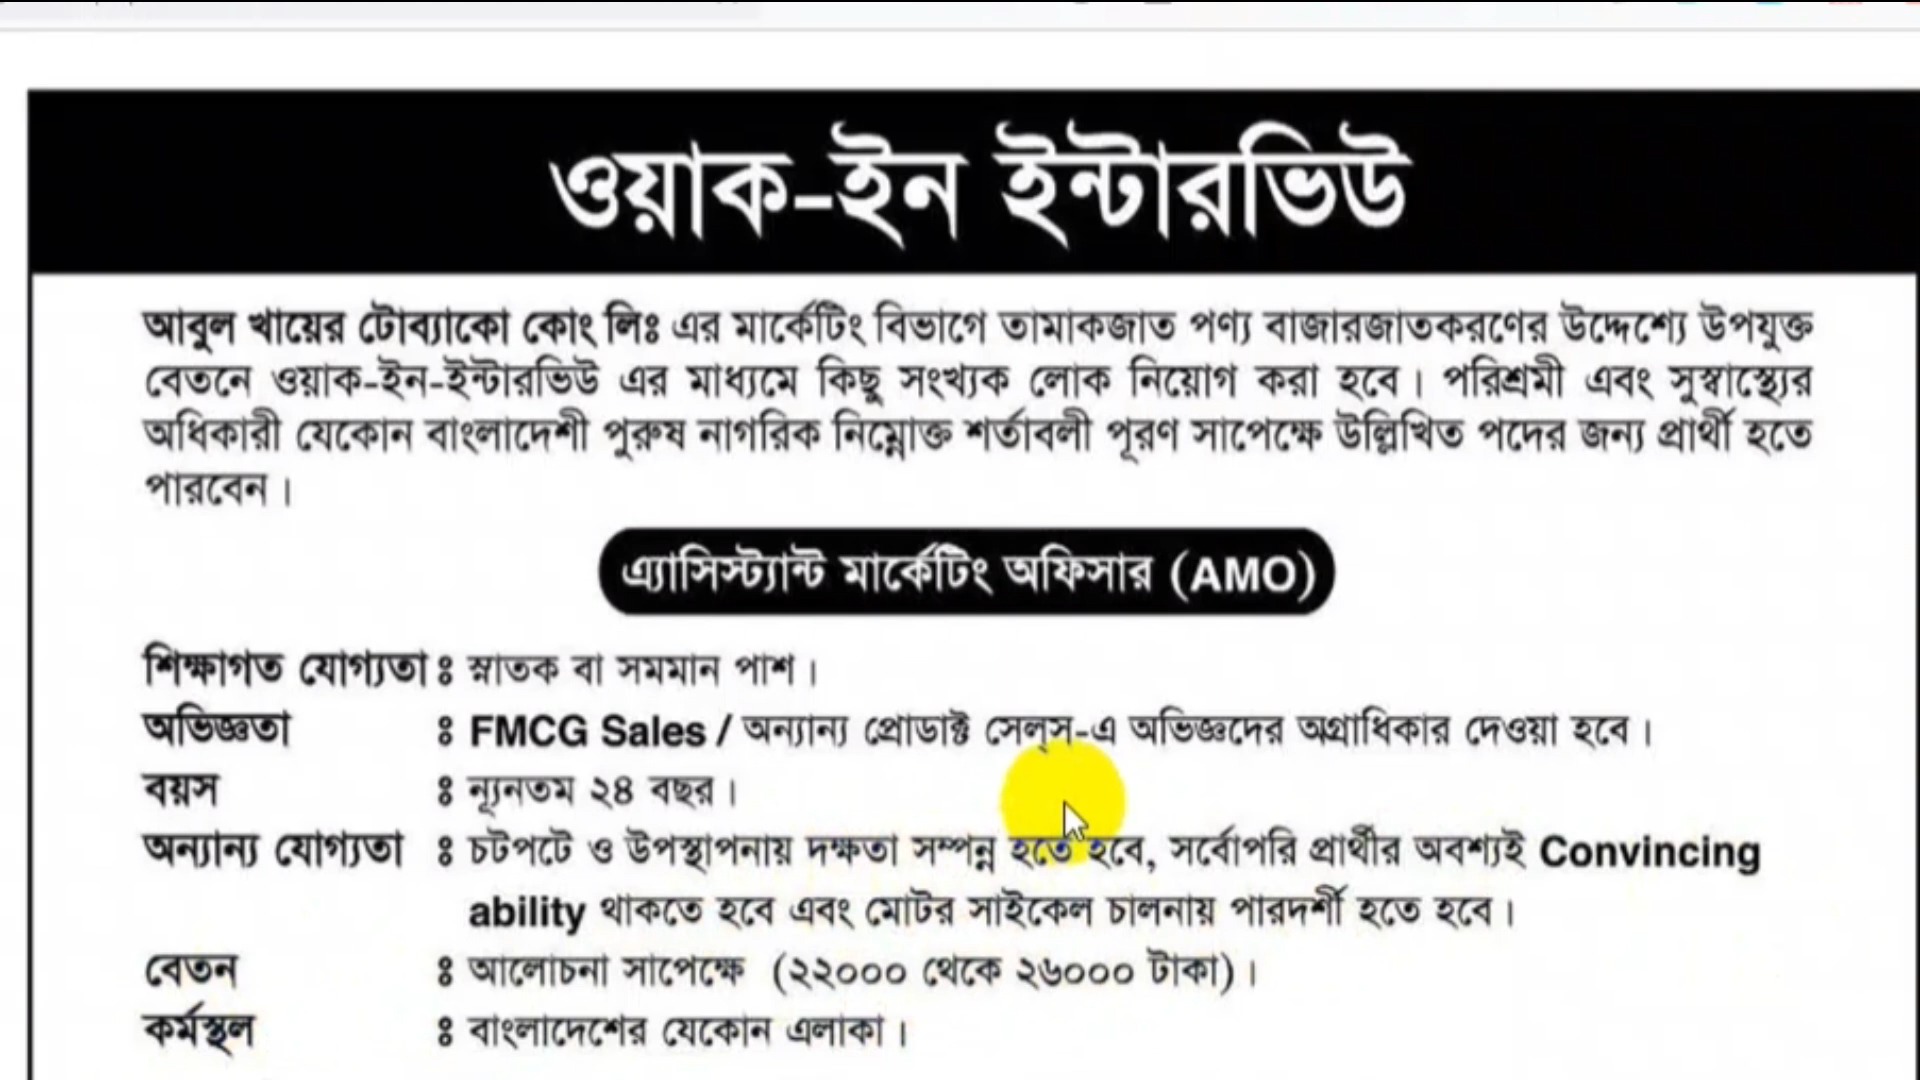 ওয়াক-ইন ইন্টারভিউ
আবুল খায়ের টোব্যাকো কোং লিঃ এর মার্কেটিং বিভাগে তামাকজাত পণ্য বাজারজাতকরণের উদ্দেশ্যে উপযুক্ত
বেতনে ওয়াক-ইন-ইন্টারভিউ এর মাধ্যমে কিছু সংখ্যক লোক নিয়োগ করা হবে। পরিশ্রমী এবং সুস্বাস্থ্যের
অধিকারী যেকোন বাংলাদেশী পুরুষ নাগরিক নিম্নোক্ত শর্তাবলী পূরণ সাপেক্ষে উল্লিখিত পদের জন্য প্রার্থী হতে
পারবেন।
এ্যাসিস্ট্যান্ট মার্কেটিং অফিসার (AMO)
শিক্ষাগত যোগ্যতা ঃ স্নাতক বা সমমান পাশ।
অভিজ্ঞতা ঃ FMCG Sales / অন্যান্য প্রোডাক্ট সেল্‌স-এ অভিজ্ঞদের অগ্রাধিকার দেওয়া হবে।
বয়স ঃ ন্যূনতম ২৪ বছর।
অন্যান্য যোগ্যতা ঃ চটপটে ও উপস্থাপনায় দক্ষতা সম্পন্ন হতে হবে, সর্বোপরি প্রার্থীর অবশ্যই Convincing
ability থাকতে হবে এবং মোটর সাইকেল চালনায় পারদর্শী হতে হবে।
বেতন ঃ আলোচনা সাপেক্ষে (২২০০০ থেকে ২৬০০০ টাকা)।
কর্মস্থল ঃ বাংলাদেশের যেকোন এলাকা।